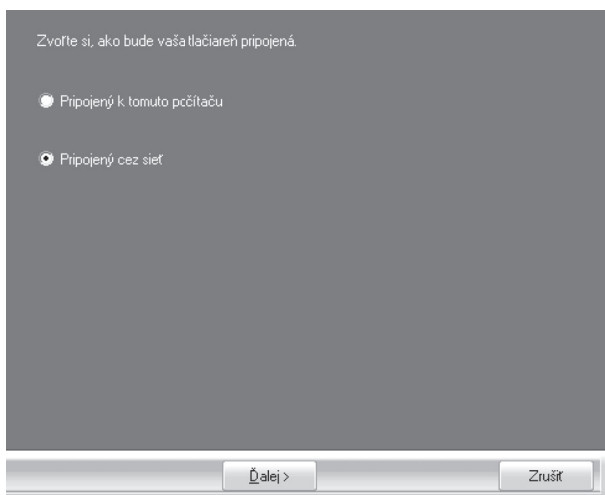 Zvoľte si, ako bude vaša tlačiareň pripojená.
Pripojený k tomuto počítaču
Pripojený cez sieť
Ďalej >
Zrušiť